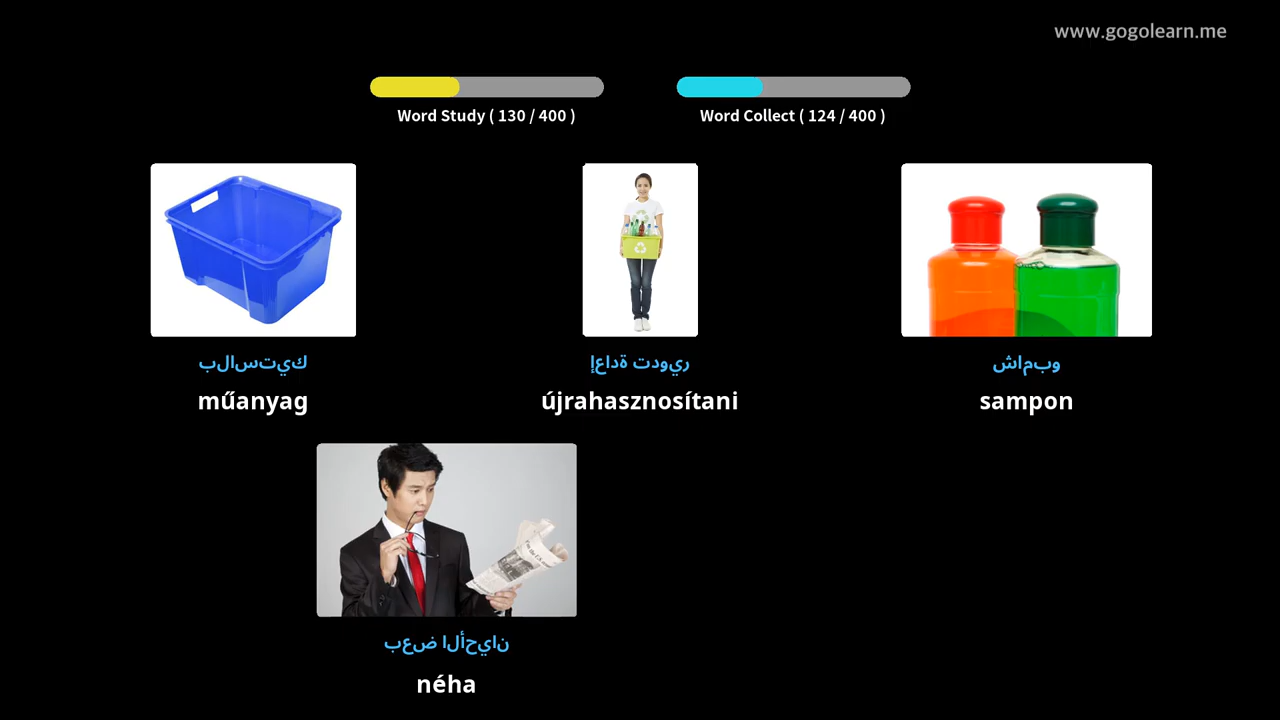 www.gogolearn.me
Word Study ( 130 / 400 )
Word Collect ( 124 / 400 )
بلاستيك
műanyag
إعادة تدوير
újrahasznosítani
شامبو
sampon
بعض الأحيان
néha